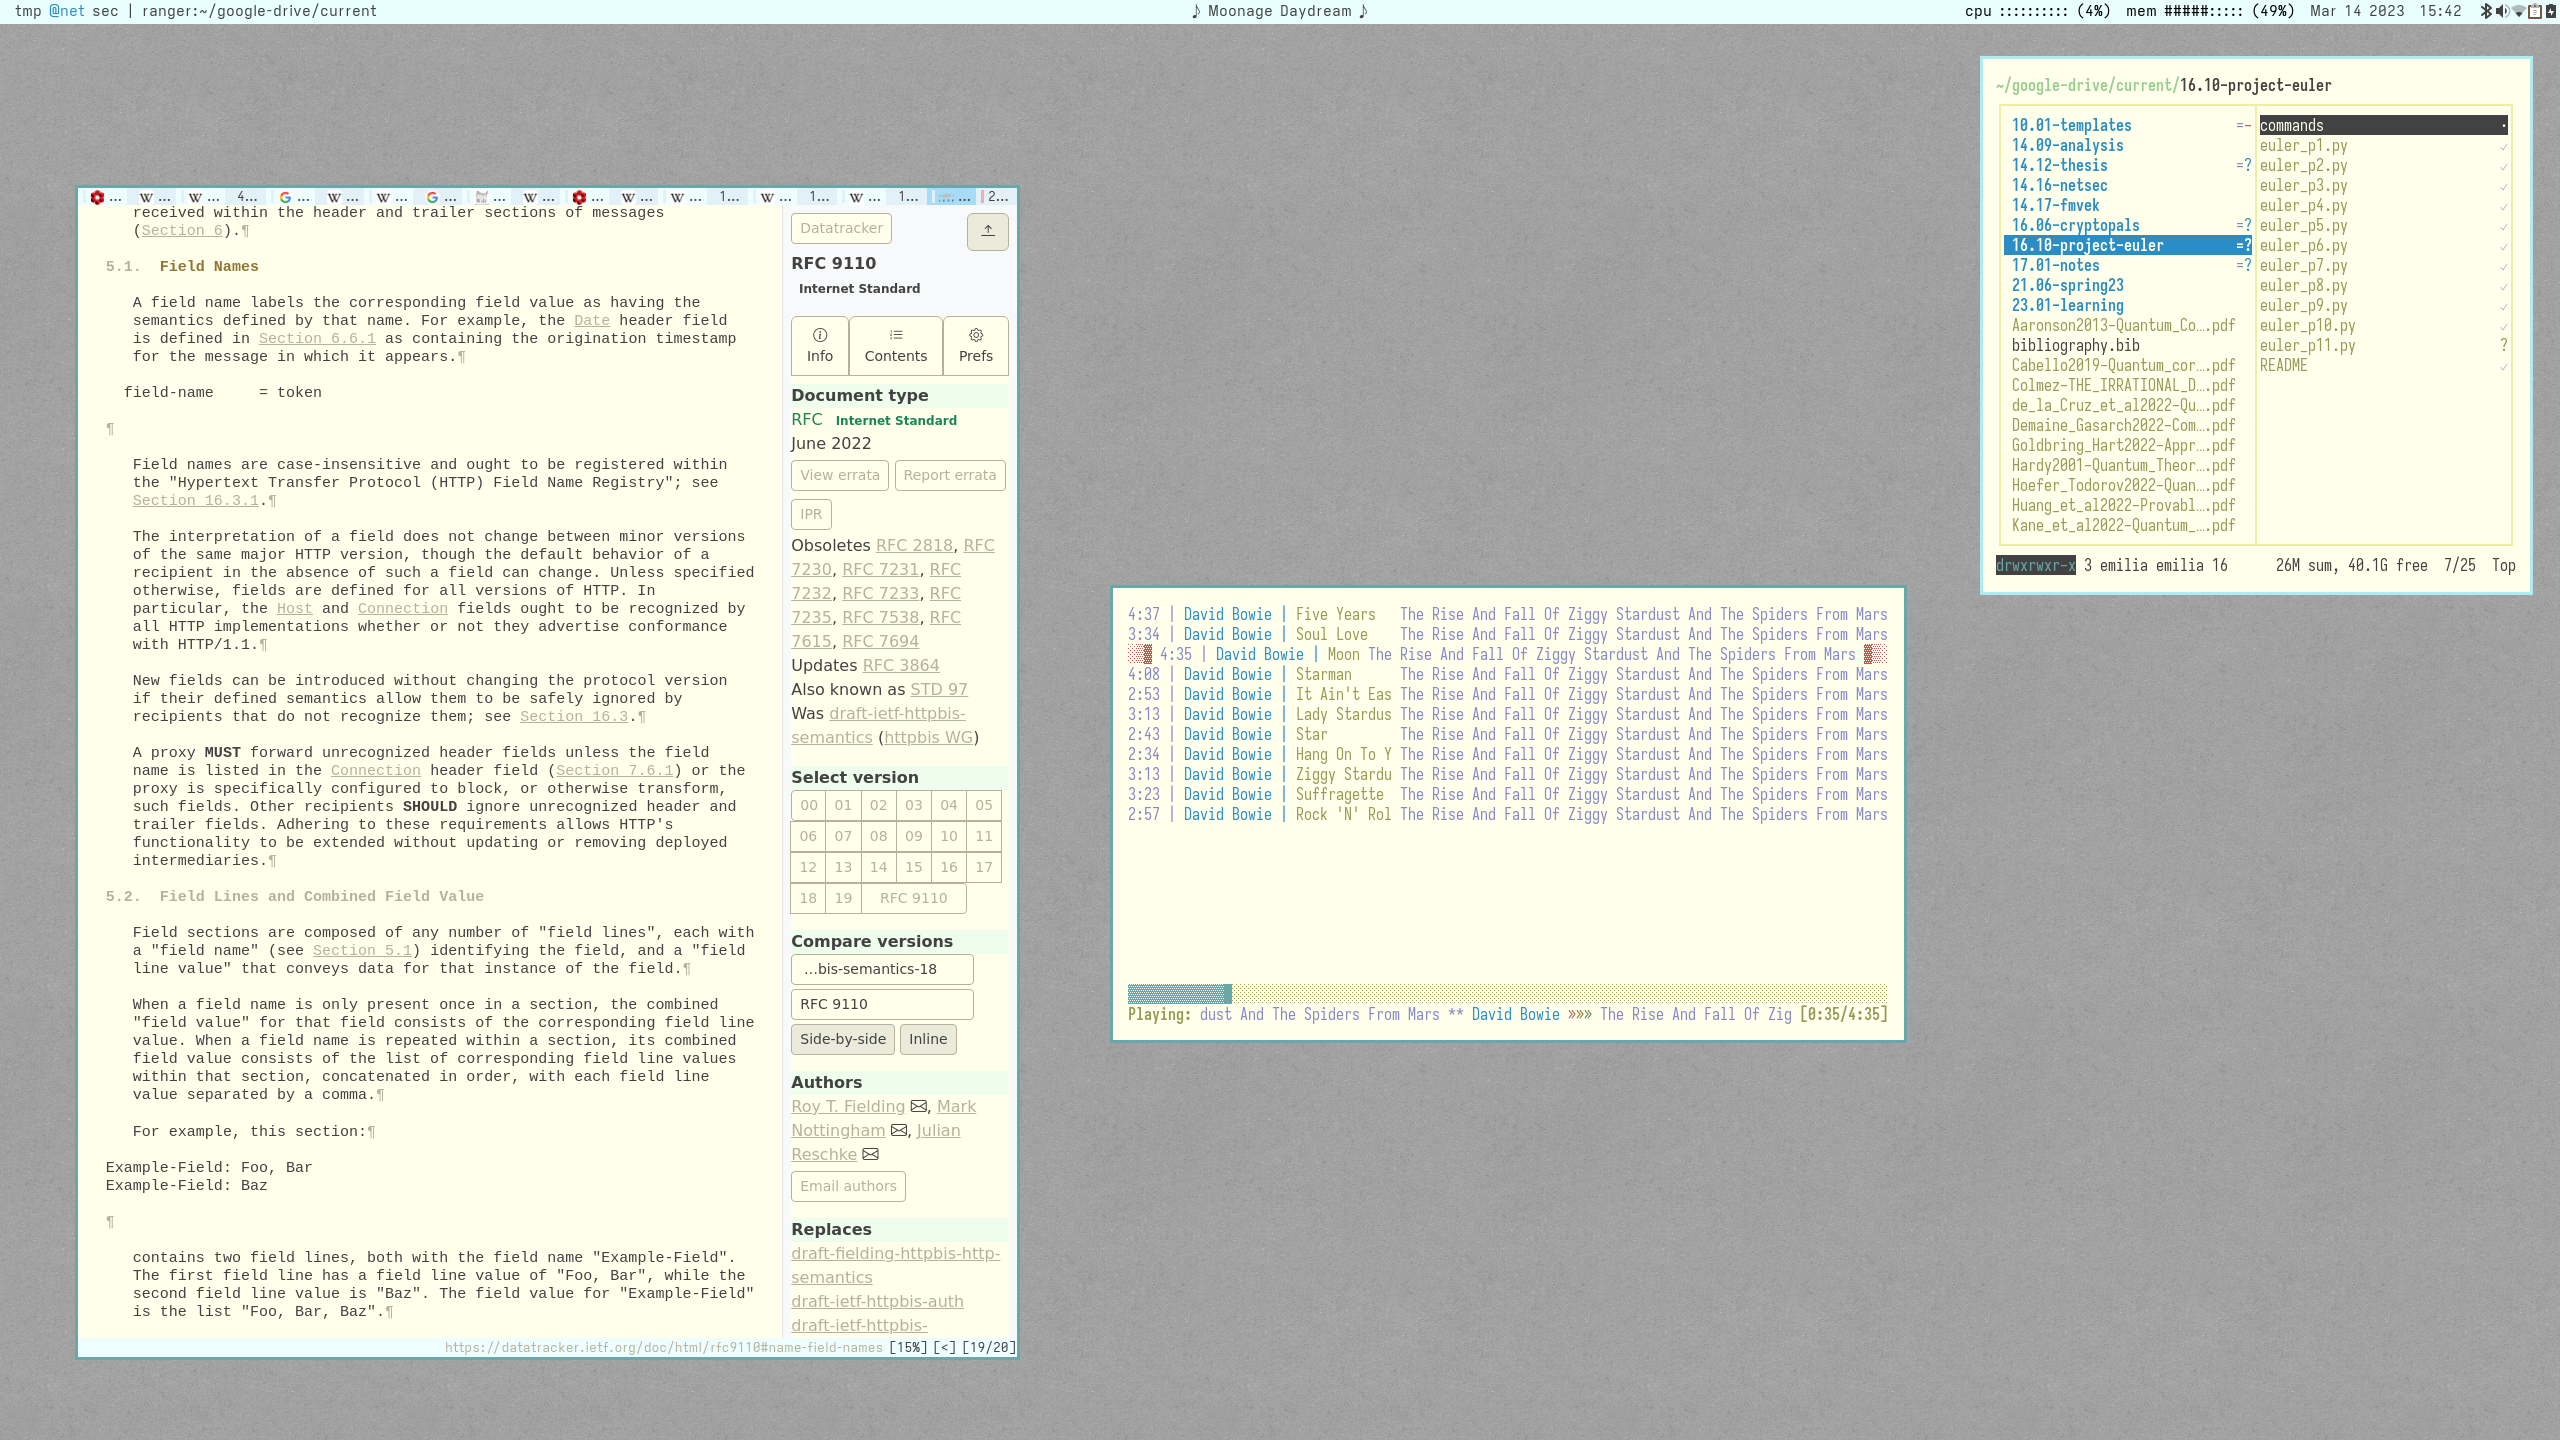 tmp @net sec | ranger:~/google-drive/current
♪ Moonage Daydream ♪
cpu :::::::::: (4%) mem #####::::: (49%) Mar 14 2023 15:42
... ... ... 4... ... ... ... ... ... ... ... ... ... 1... ... 1... ... 1... ... 2...
received within the header and trailer sections of messages
(Section 6).¶
5.1. Field Names
A field name labels the corresponding field value as having the
semantics defined by that name. For example, the Date header field
is defined in Section 6.6.1 as containing the origination timestamp
for the message in which it appears.¶
field-name = token
¶
Field names are case-insensitive and ought to be registered within
the "Hypertext Transfer Protocol (HTTP) Field Name Registry"; see
Section 16.3.1.¶
The interpretation of a field does not change between minor versions
of the same major HTTP version, though the default behavior of a
recipient in the absence of such a field can change. Unless specified
otherwise, fields are defined for all versions of HTTP. In
particular, the Host and Connection fields ought to be recognized by
all HTTP implementations whether or not they advertise conformance
with HTTP/1.1.¶
New fields can be introduced without changing the protocol version
if their defined semantics allow them to be safely ignored by
recipients that do not recognize them; see Section 16.3.¶
A proxy MUST forward unrecognized header fields unless the field
name is listed in the Connection header field (Section 7.6.1) or the
proxy is specifically configured to block, or otherwise transform,
such fields. Other recipients SHOULD ignore unrecognized header and
trailer fields. Adhering to these requirements allows HTTP's
functionality to be extended without updating or removing deployed
intermediaries.¶
5.2. Field Lines and Combined Field Value
Field sections are composed of any number of "field lines", each with
a "field name" (see Section 5.1) identifying the field, and a "field
line value" that conveys data for that instance of the field.¶
When a field name is only present once in a section, the combined
"field value" for that field consists of the corresponding field line
value. When a field name is repeated within a section, its combined
field value consists of the list of corresponding field line values
within that section, concatenated in order, with each field line
value separated by a comma.¶
For example, this section:¶
Example-Field: Foo, Bar
Example-Field: Baz
¶
contains two field lines, both with the field name "Example-Field".
The first field line has a field line value of "Foo, Bar", while the
second field line value is "Baz". The field value for "Example-Field"
is the list "Foo, Bar, Baz".¶
Datatracker
RFC 9110
Internet Standard
Info Contents Prefs
Document type
RFC Internet Standard
June 2022
View errata Report errata
IPR
Obsoletes RFC 2818, RFC
7230, RFC 7231, RFC
7232, RFC 7233, RFC
7235, RFC 7538, RFC
7615, RFC 7694
Updates RFC 3864
Also known as STD 97
Was draft-ietf-httpbis-
semantics (httpbis WG)
Select version
00 01 02 03 04 05
06 07 08 09 10 11
12 13 14 15 16 17
18 19 RFC 9110
Compare versions
...bis-semantics-18
RFC 9110
Side-by-side Inline
Authors
Roy T. Fielding, Mark
Nottingham, Julian
Reschke
Email authors
Replaces
draft-fielding-httpbis-http-
semantics
draft-ietf-httpbis-auth
draft-ietf-httpbis-
https://datatracker.ietf.org/doc/html/rfc9110#name-field-names [15%] [<] [19/20]
4:37 | David Bowie | Five Years The Rise And Fall Of Ziggy Stardust And The Spiders From Mars
3:34 | David Bowie | Soul Love The Rise And Fall Of Ziggy Stardust And The Spiders From Mars
4:35 | David Bowie | Moon The Rise And Fall Of Ziggy Stardust And The Spiders From Mars
4:08 | David Bowie | Starman The Rise And Fall Of Ziggy Stardust And The Spiders From Mars
2:53 | David Bowie | It Ain't Eas The Rise And Fall Of Ziggy Stardust And The Spiders From Mars
3:13 | David Bowie | Lady Stardus The Rise And Fall Of Ziggy Stardust And The Spiders From Mars
2:43 | David Bowie | Star The Rise And Fall Of Ziggy Stardust And The Spiders From Mars
2:34 | David Bowie | Hang On To Y The Rise And Fall Of Ziggy Stardust And The Spiders From Mars
3:13 | David Bowie | Ziggy Stardu The Rise And Fall Of Ziggy Stardust And The Spiders From Mars
3:23 | David Bowie | Suffragette The Rise And Fall Of Ziggy Stardust And The Spiders From Mars
2:57 | David Bowie | Rock 'N' Rol The Rise And Fall Of Ziggy Stardust And The Spiders From Mars
Playing: dust And The Spiders From Mars ** David Bowie »»» The Rise And Fall Of Zig [0:35/4:35]
~/google-drive/current/16.10-project-euler
10.01-templates =-
14.09-analysis
14.12-thesis =?
14.16-netsec
14.17-fmvek
16.06-cryptopals =?
16.10-project-euler =?
17.01-notes =?
21.06-spring23
23.01-learning
Aaronson2013-Quantum_Co….pdf
bibliography.bib
Cabello2019-Quantum_cor….pdf
Colmez-THE_IRRATIONAL_D….pdf
de_la_Cruz_et_al2022-Qu….pdf
Demaine_Gasarch2022-Com….pdf
Goldbring_Hart2022-Appr….pdf
Hardy2001-Quantum_Theor….pdf
Hoefer_Todorov2022-Quan….pdf
Huang_et_al2022-Provabl….pdf
Kane_et_al2022-Quantum_….pdf
commands ·
euler_p1.py ✓
euler_p2.py ✓
euler_p3.py ✓
euler_p4.py ✓
euler_p5.py ✓
euler_p6.py ✓
euler_p7.py ✓
euler_p8.py ✓
euler_p9.py ✓
euler_p10.py ✓
euler_p11.py ?
README ✓
drwxrwxr-x 3 emilia emilia 16 26M sum, 40.1G free 7/25 Top